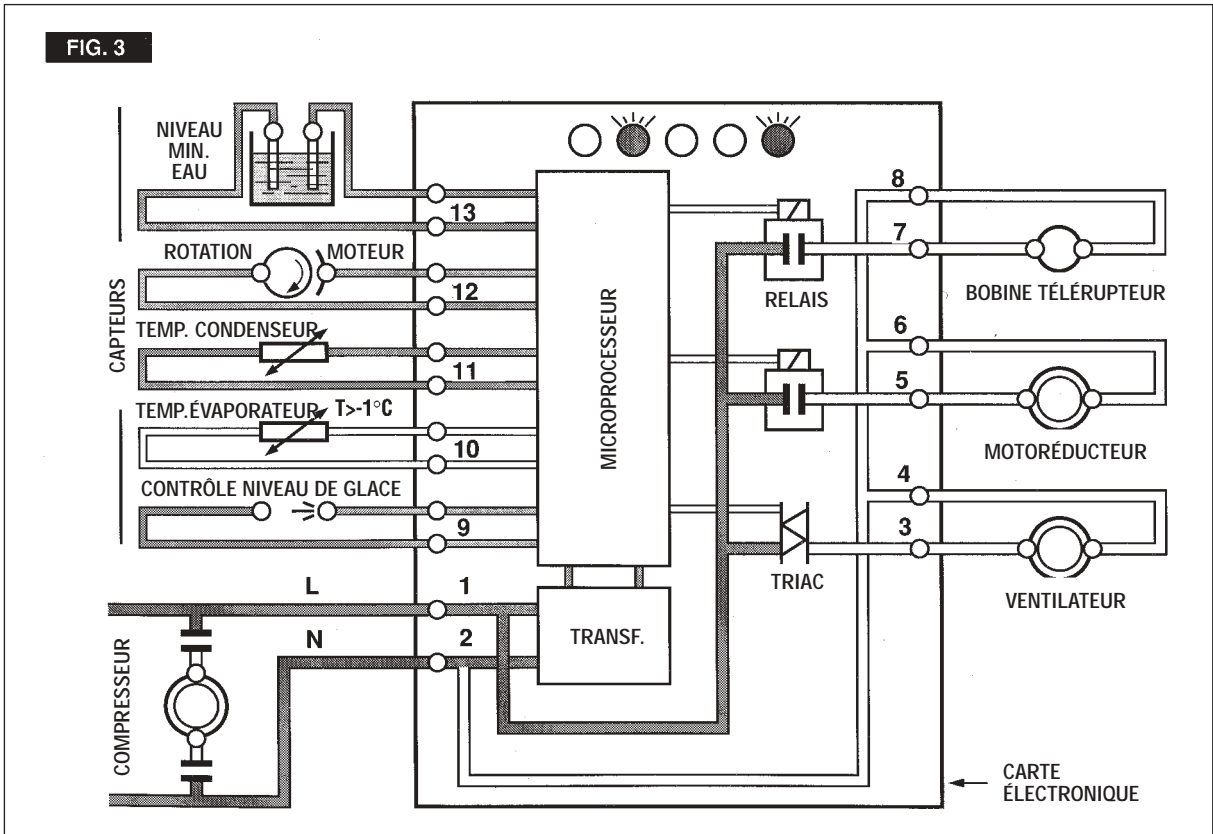 FIG. 3
NIVEAU
MIN.
EAU
13
ROTATION
MOTEUR
12
TEMP. CONDENSEUR
11
TEMP.ÉVAPORATEUR
T>-1°C
10
CONTRÔLE NIVEAU DE GLACE
9
CAPTEURS
L
1
N
2
COMPRESSEUR
MICROPROCESSEUR
TRANSF.
RELAIS
TRIAC
8
7
BOBINE TÉLÉRUPTEUR
6
5
MOTORÉDUCTEUR
4
3
VENTILATEUR
CARTE
ÉLECTRONIQUE